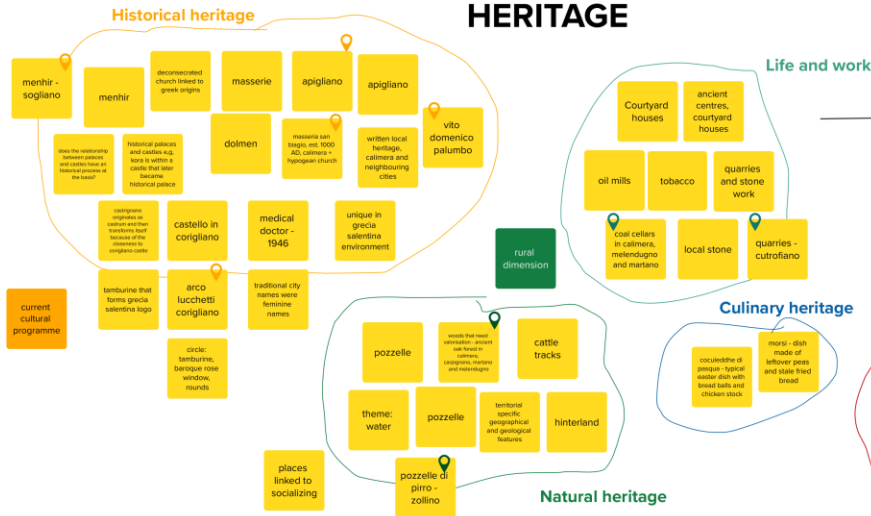 HERITAGE
Historical heritage
menhir -
sogliano
menhir
deconsecrated
church linked to
greek origins
masserie
apigliano
apigliano
does the relationship
between palaces
and castles have an
historical process at
the basis?
historical palaces
and castles e.g,
kora is within a
castle that later
became
historical palace
dolmen
masseria san
biagio, est. 1000
AD, calimera +
hypogean church
written local
heritage,
calimera and
neighbouring
cities
vito
domenico
palumbo
castrignano
originates as
castrum and then
transforms itself
because of the
closeness to
corigliano castle
castello in
corigliano
medical
doctor -
1946
unique in
grecia
salentina
environment
current
cultural
programme
tamburine that
forms grecia
salentina logo
arco
lucchetti
corigliano
traditional city
names were
feminine
names
circle:
tamburine,
baroque rose
window,
rounds
rural
dimension
Life and work
Courtyard
houses
ancient
centres,
courtyard
houses
oil mills
tobacco
quarries
and stone
work
coal cellars
in calimera,
melendugno
and martano
local stone
quarries -
cutrofiano
Culinary heritage
coculeddhe di
pasqua - typical
easter dish with
bread balls and
chicken stock
morsi - dish
made of
leftover peas
and stale fried
bread
pozzelle
woods that need
valorisation - ancient
oak forest in
calimera,
carpignano, martano
and melendugno
cattle
tracks
theme:
water
pozzelle
territorial
specific
geographical
and geological
features
hinterland
places
linked to
socializing
pozzelle di
pirro -
zollino
Natural heritage